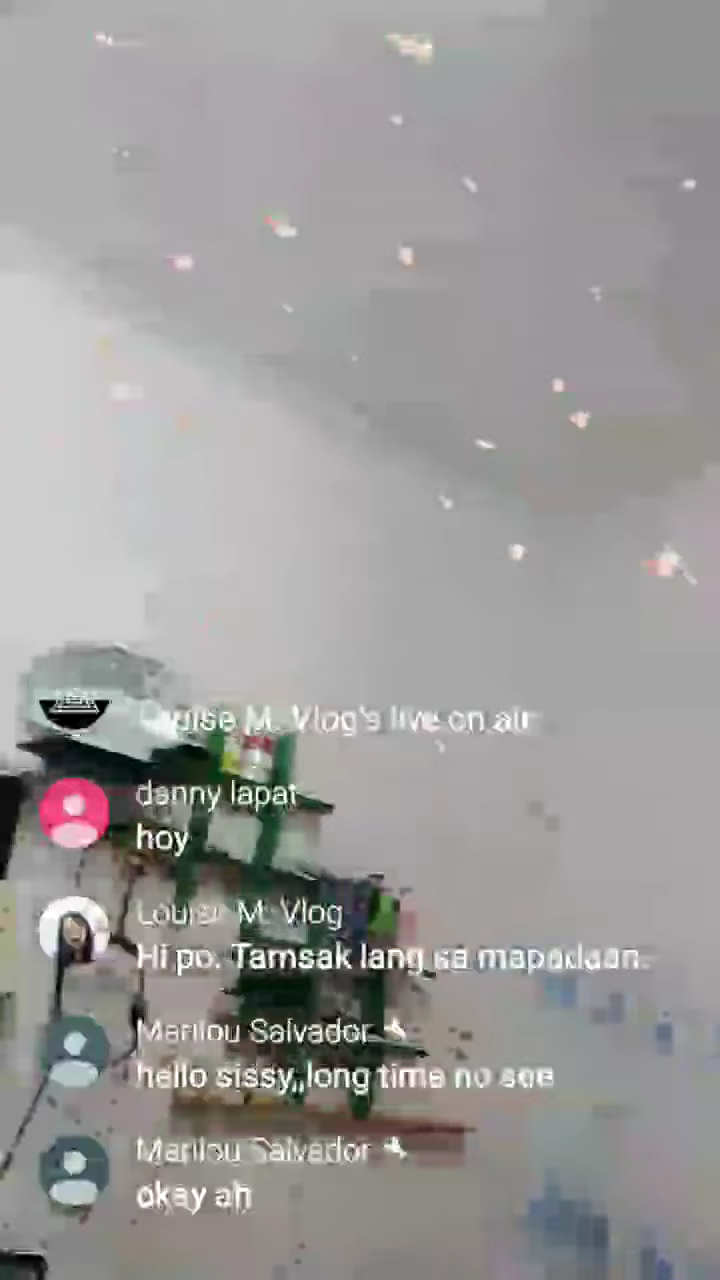 Louise M. Vlog's live on air
danny lapat
hoy
Louise M. Vlog
Hi po. Tamsak lang sa mapadaan.
Marilou Salvador
hello sissy,,long time no see
Marilou Salvador
okay ah